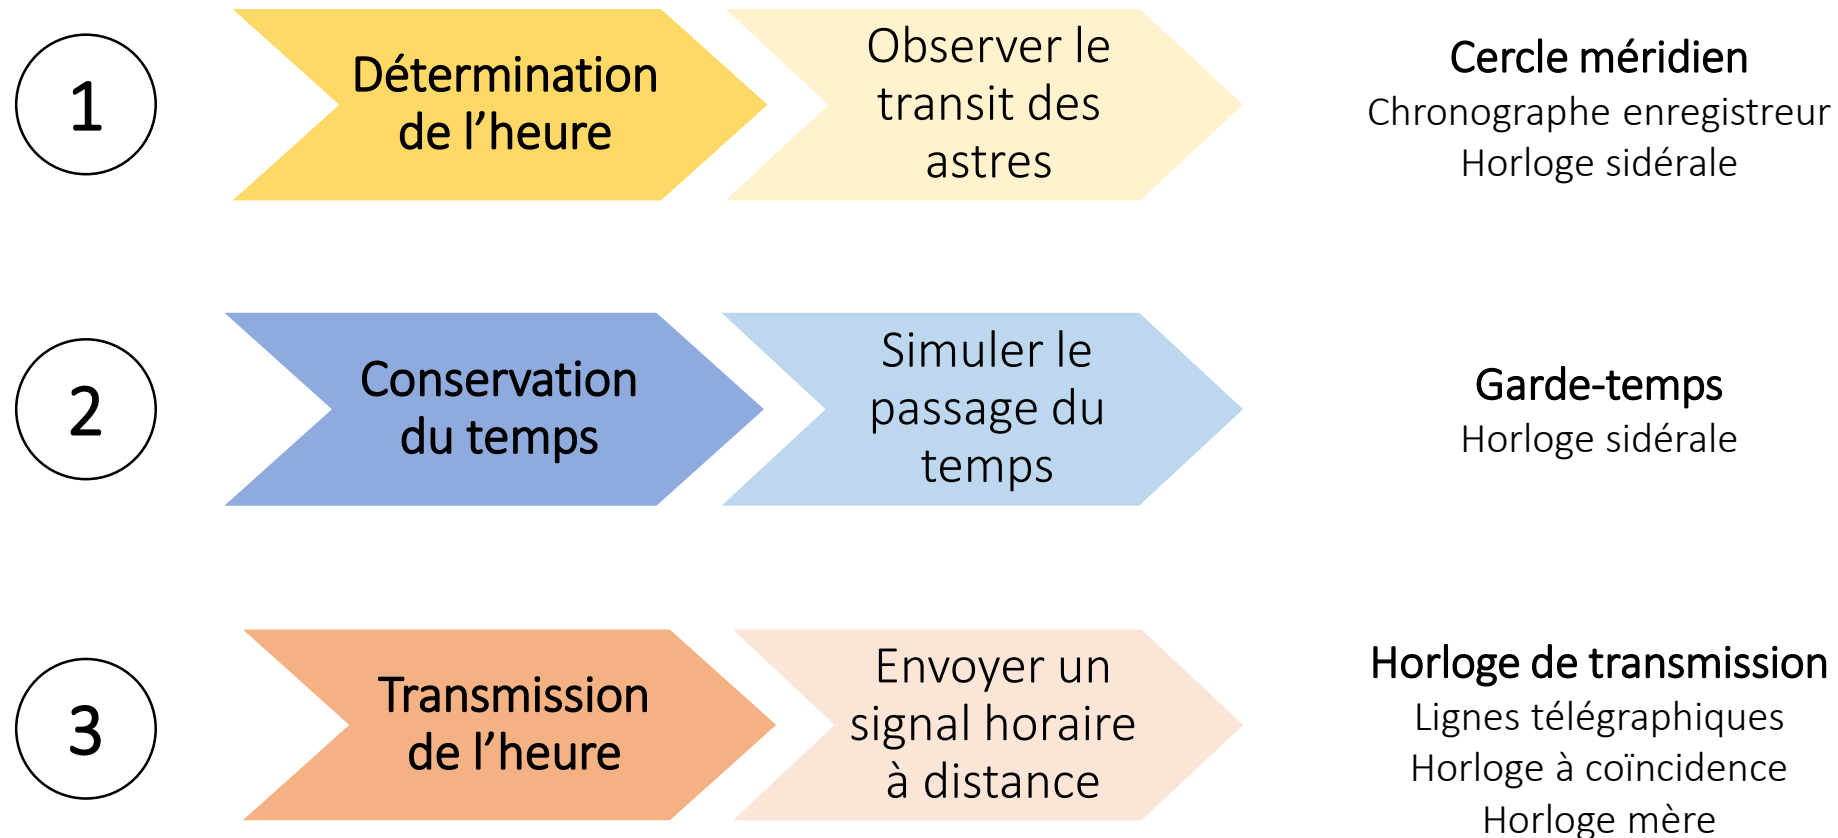 1
Détermination
de l’heure
Observer le
transit des
astres
Cercle méridien
Chronographe enregistreur
Horloge sidérale
2
Conservation
du temps
Simuler le
passage du
temps
Garde-temps
Horloge sidérale
3
Transmission
de l’heure
Envoyer un
signal horaire
à distance
Horloge de transmission
Lignes télégraphiques
Horloge à coïncidence
Horloge mère